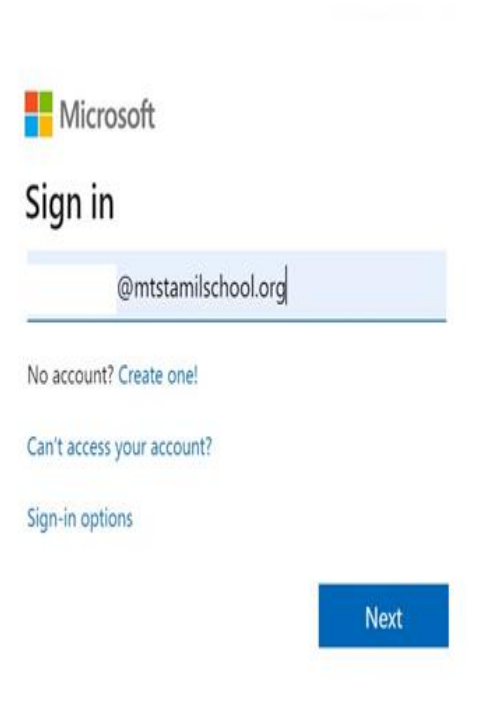 Microsoft
Sign in
@mtstamilschool.org
No account? Create one!
Can't access your account?
Sign-in options
Next